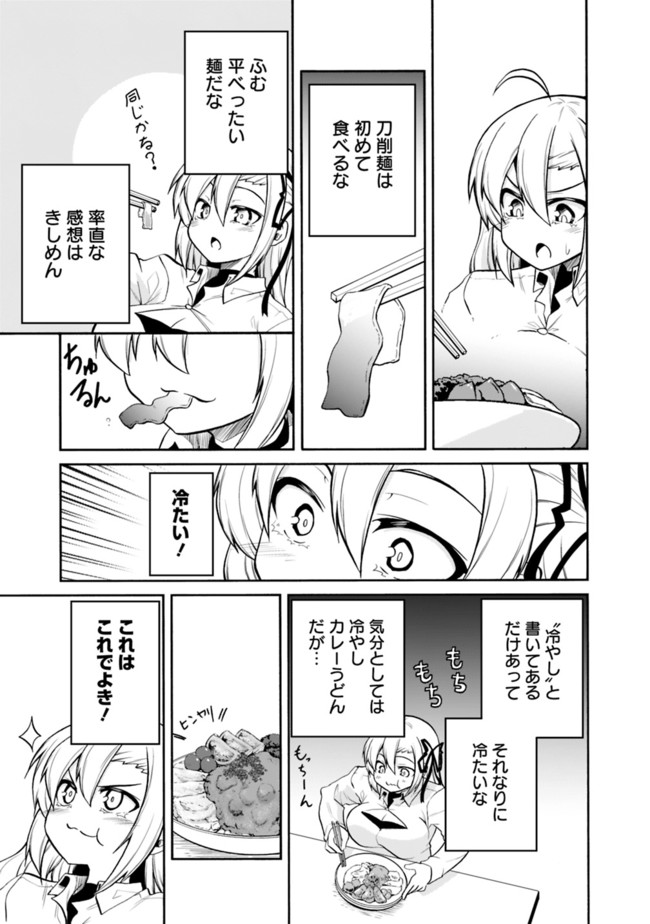 刀削麺は
初めて
食べるな
ふむ
平べったい
麺だな
同じかな？
率直な
感想は
きしめん
ちゅ
るん
冷たい！
〝冷やし〟と
書いてある
だけあって
それなりに
冷たいな
もち
もち
気分としては
冷やし
カレーうどん
だが…
もっちーん
ヒンヤリ
これは
これでよき！